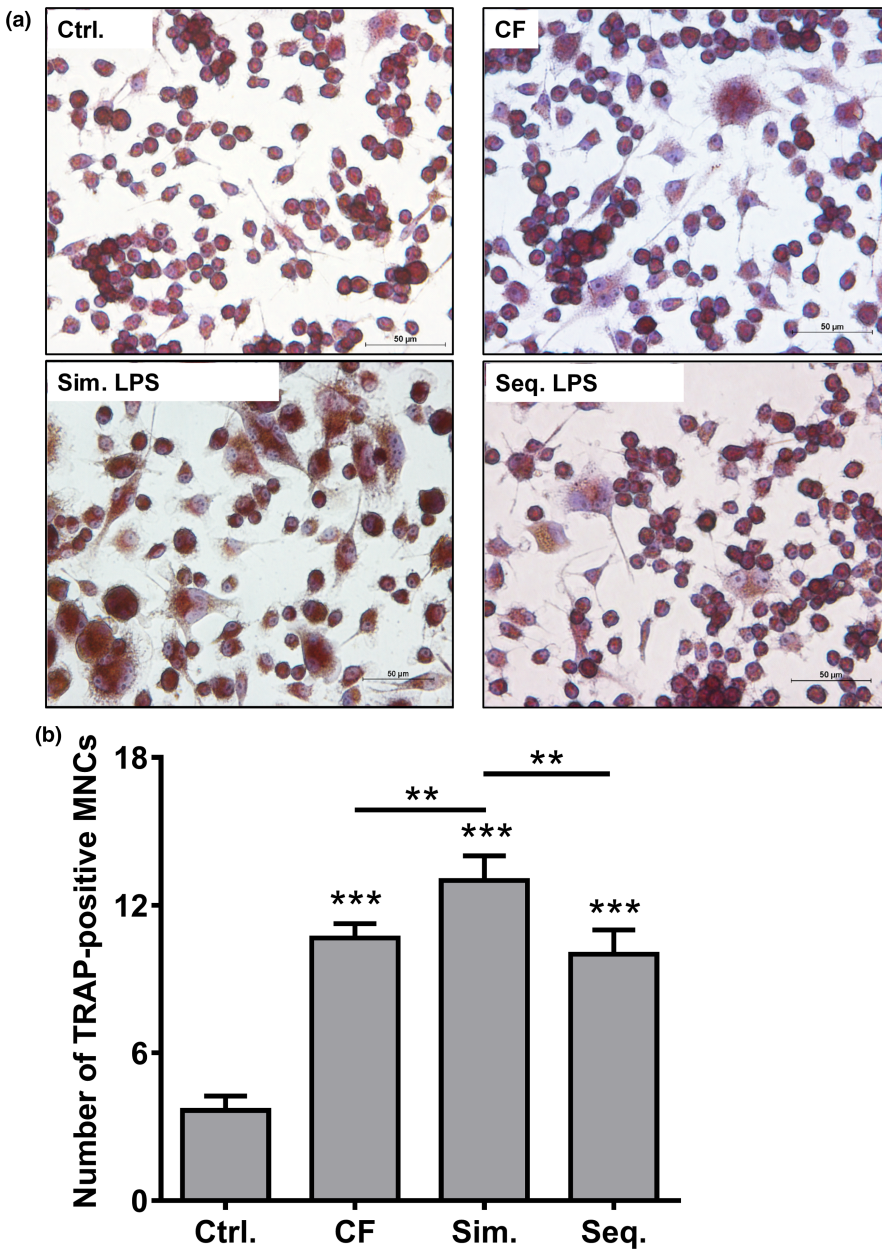 (a)
Ctrl.
CF
50 µm
50 µm
Sim. LPS
Seq. LPS
50 µm
50 µm
(b)
Number of TRAP-positive MNCs
18
12
6
0
**
**
***
***
***
Ctrl.
CF
Sim.
Seq.